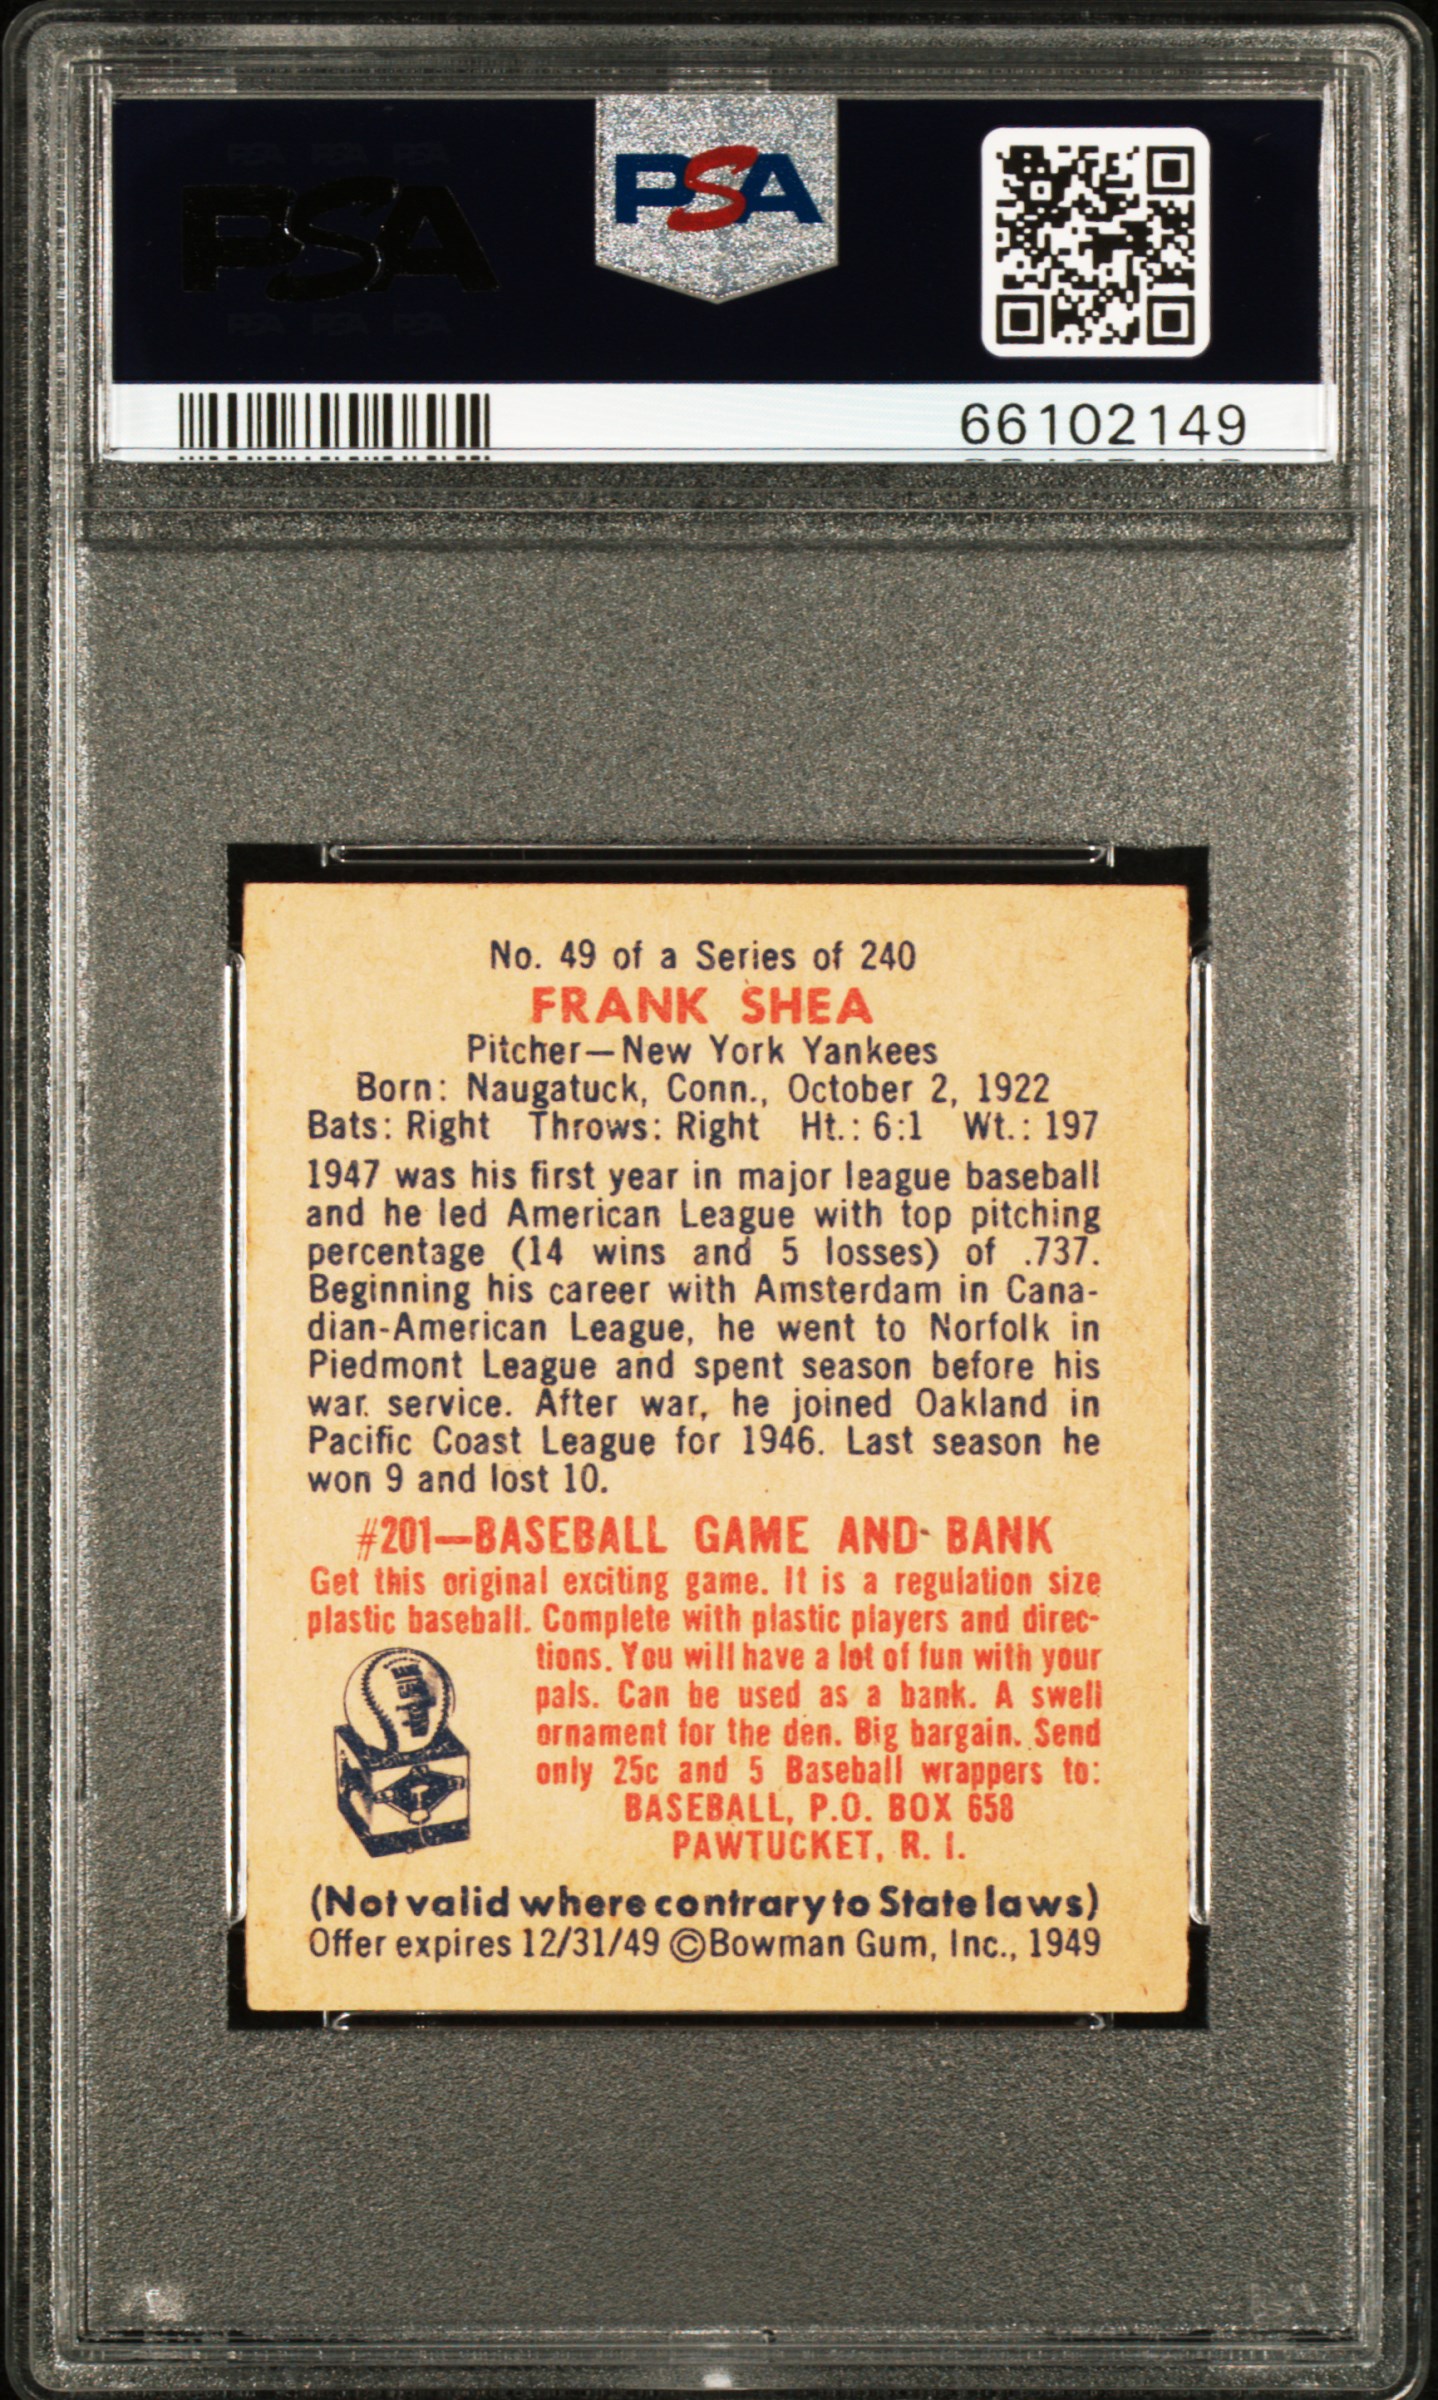 PSA PSA PSA
PSA
PSA PSA PSA
PSA
66102149
No. 49 of a Series of 240
FRANK SHEA
Pitcher—New York Yankees
Born: Naugatuck, Conn., October 2, 1922
Bats: Right Throws: Right Ht.: 6:1 Wt.: 197
1947 was his first year in major league baseball
and he led American League with top pitching
percentage (14 wins and 5 losses) of .737.
Beginning his career with Amsterdam in Cana-
dian-American League, he went to Norfolk in
Piedmont League and spent season before his
war service. After war, he joined Oakland in
Pacific Coast League for 1946. Last season he
won 9 and lost 10.
#201—BASEBALL GAME AND BANK
Get this original exciting game. It is a regulation size
plastic baseball. Complete with plastic players and direc-
tions. You will have a lot of fun with your
pals. Can be used as a bank. A swell
ornament for the den. Big bargain. Send
only 25c and 5 Baseball wrappers to:
BASEBALL, P.O. BOX 658
PAWTUCKET, R. I.
(Not valid where contrary to State laws)
Offer expires 12/31/49 ©Bowman Gum, Inc., 1949